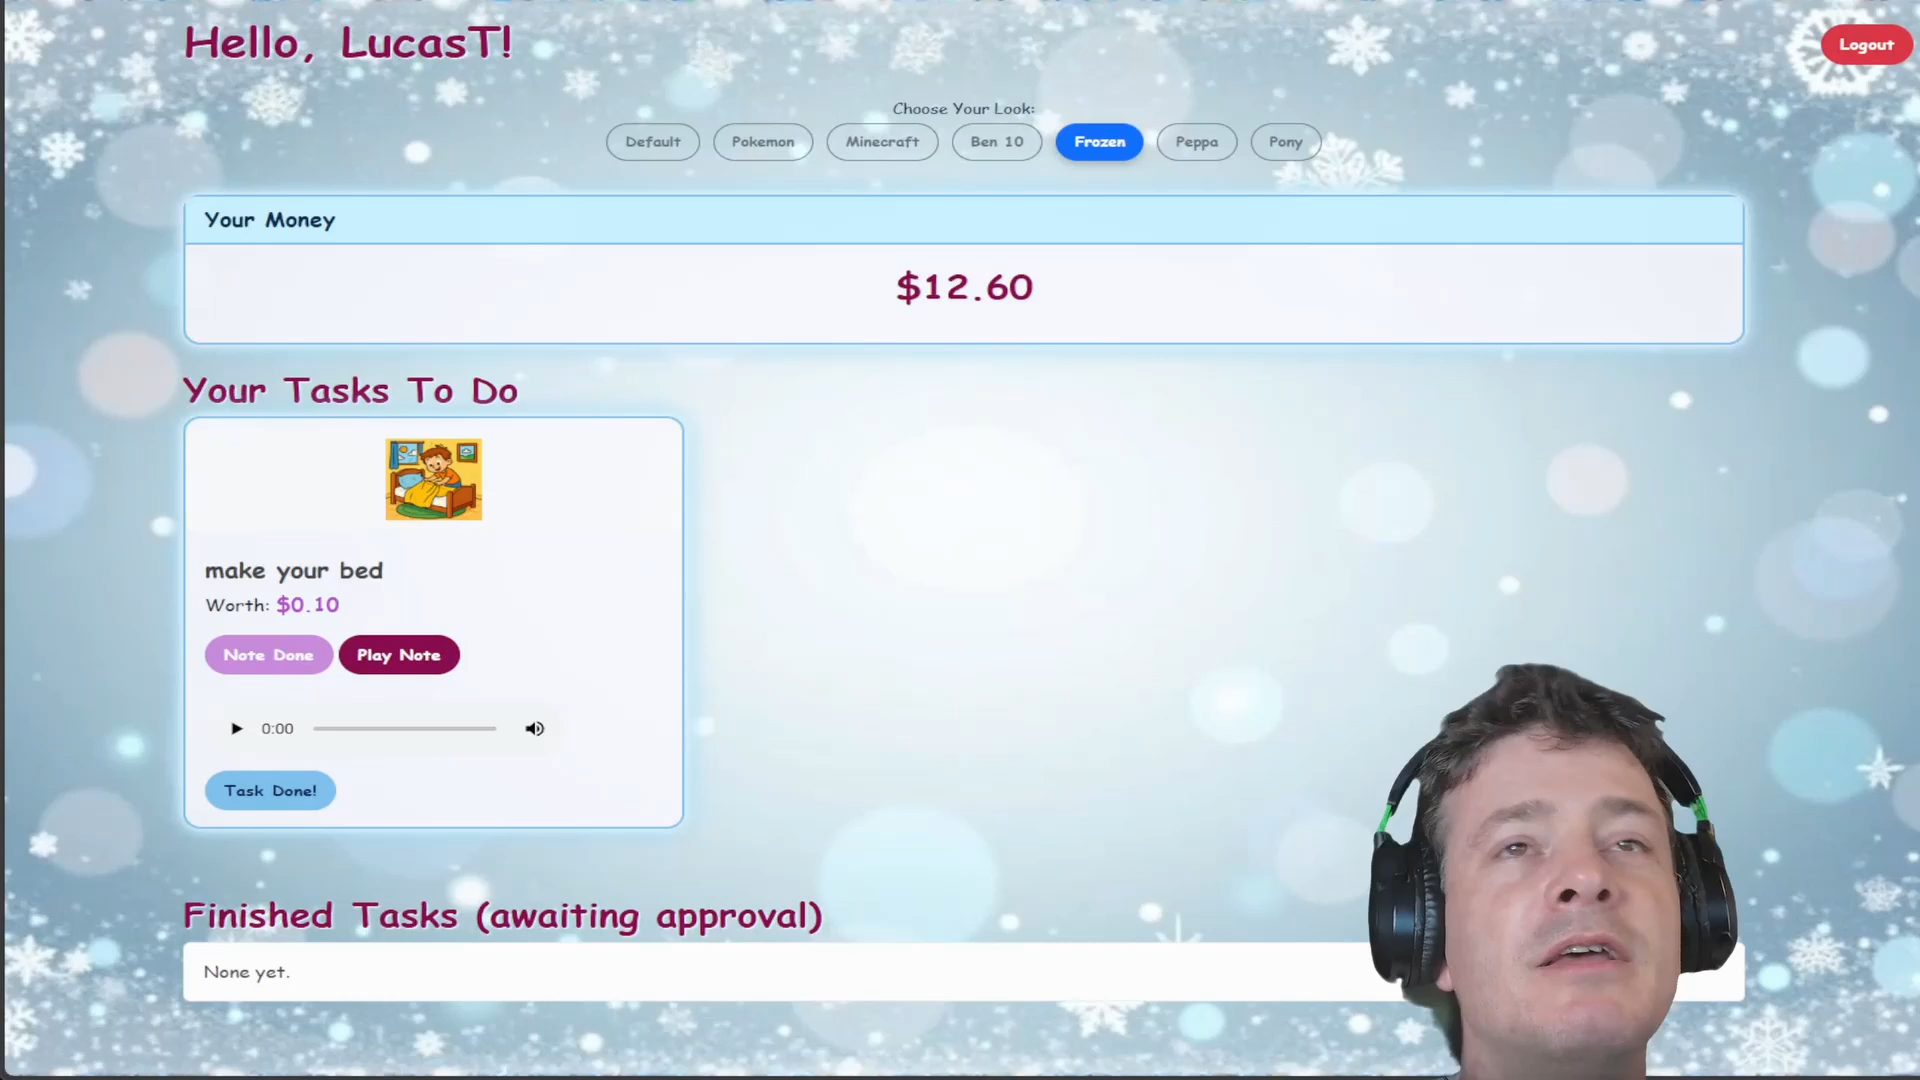 Hello, LucasT!
Logout
Choose Your Look:
Default Pokemon Minecraft Ben 10 Frozen Peppa Pony
Your Money
$12.60
Your Tasks To Do
make your bed
Worth: $0.10
Note Done Play Note
0:00
Task Done!
Finished Tasks (awaiting approval)
None yet.